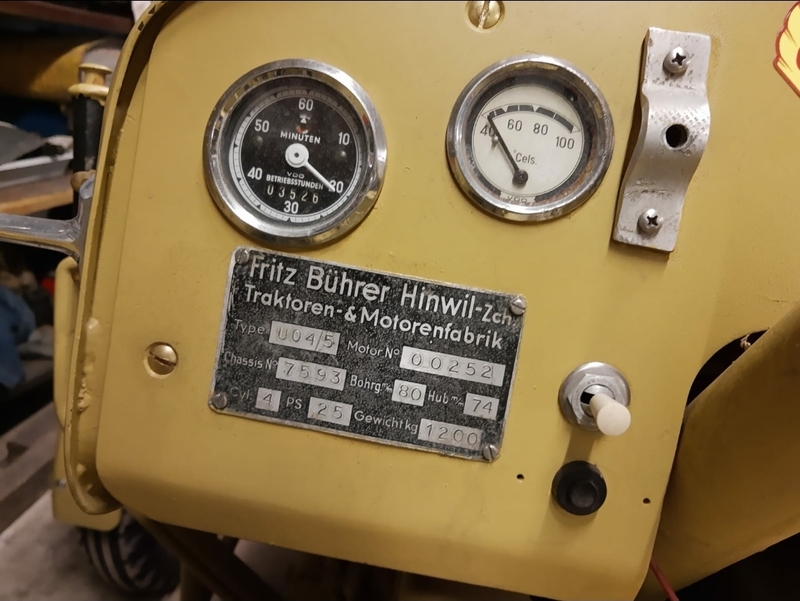 60
50 10
MINUTEN
VDO
BETRIEBSSTUNDEN
40 20
03526
30
40 60 80 100
°Cels.
VDO
Fritz Bührer Hinwil-Zch.
Traktoren- & Motorenfabrik
Type U04/5 Motor No 00252
Chassis No 7593 Bohrg. m/m 80 Hub m/m 74
Cyl. 4 PS 25 Gewicht kg 1200